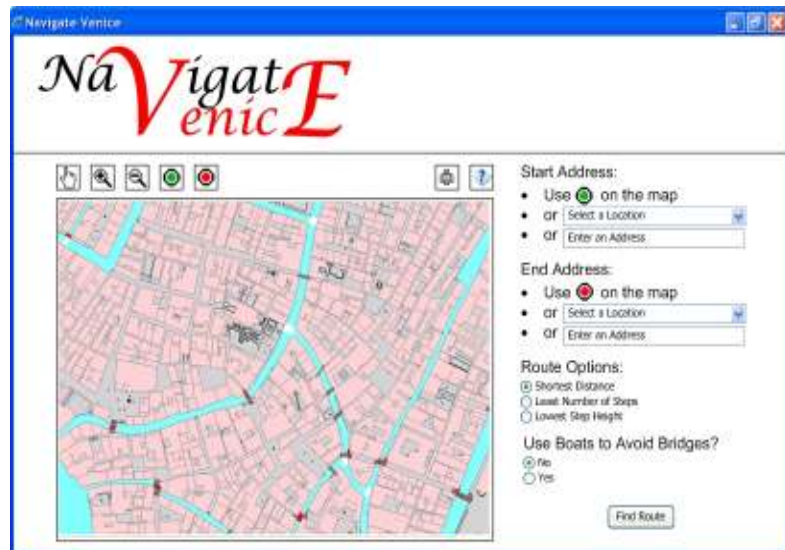 Navigate Venice
NaVigatE
Venice
Start Address:
• Use on the map
• or Select a Location
• or Enter an Address
End Address:
• Use on the map
• or Select a Location
• or Enter an Address
Route Options:
Shortest Distance
Least Number of Steps
Lowest Step Height
Use Boats to Avoid Bridges?
No
Yes
Find Route